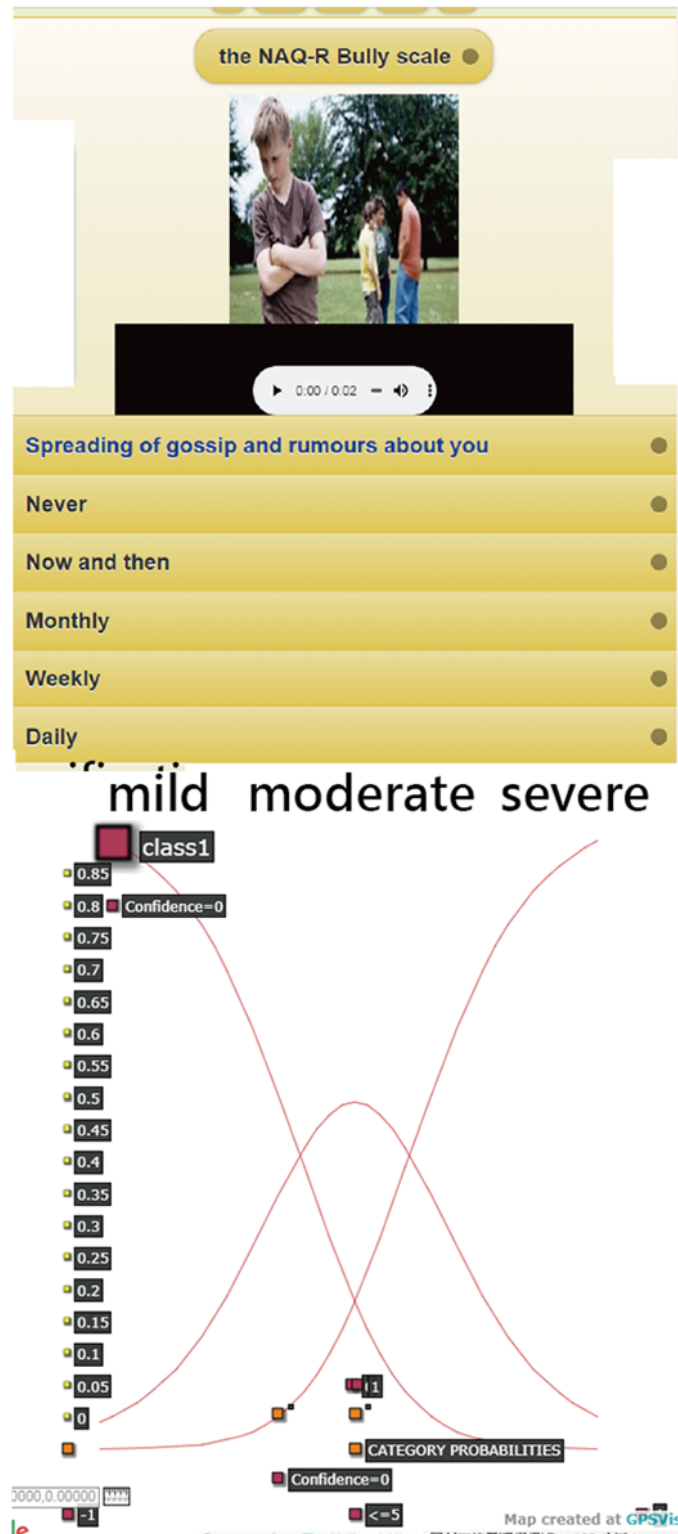 the NAQ-R Bully scale
0:00 / 0:02
Spreading of gossip and rumours about you
Never
Now and then
Monthly
Weekly
Daily
mild moderate severe
class1
0.85
0.8 Confidence=0
0.75
0.7
0.65
0.6
0.55
0.5
0.45
0.4
0.35
0.3
0.25
0.2
0.15
0.1
0.05 1
0
CATEGORY PROBABILITIES
Confidence=0
0000,0.00000
-1 <=5 Map created at GPSVis